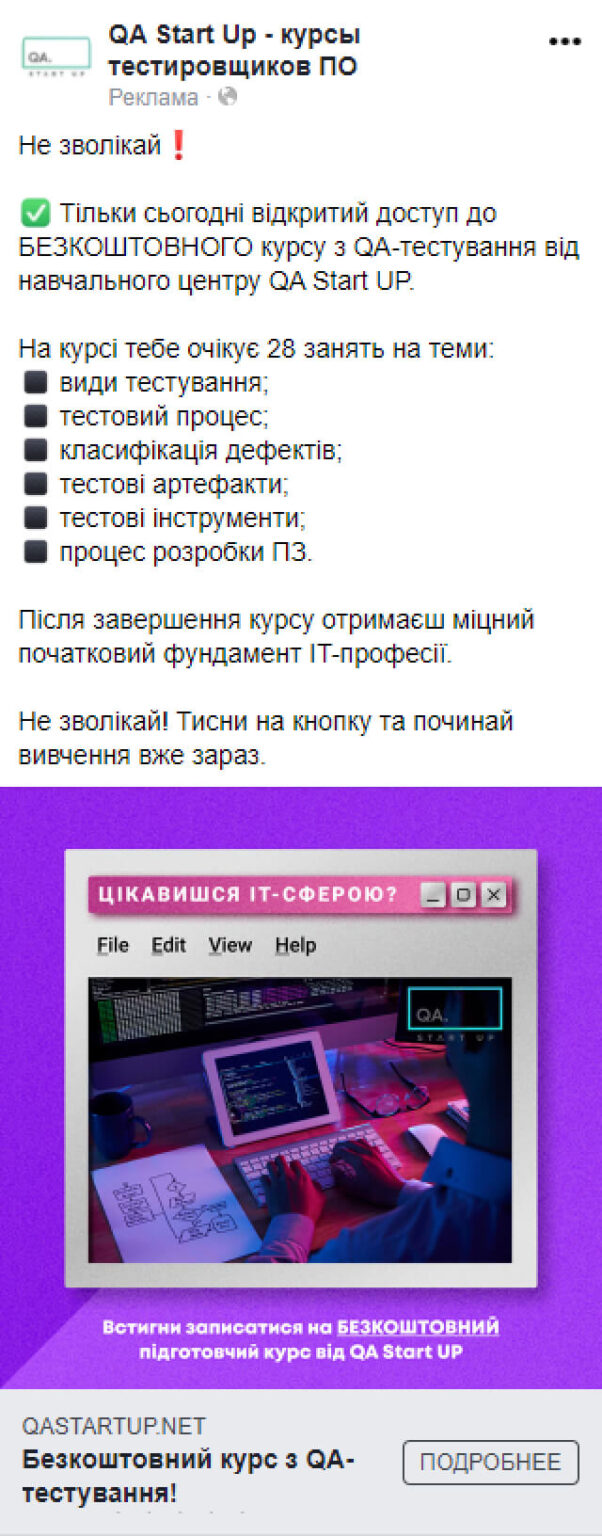 QA.
START UP
QA Start Up - курсы
тестировщиков ПО
Реклама ·
Не зволікай❗
✅ Тільки сьогодні відкритий доступ до
БЕЗКОШТОВНОГО курсу з QA-тестування від
навчального центру QA Start UP.
На курсі тебе очікує 28 занять на теми:
◼ види тестування;
◼ тестовий процес;
◼ класифікація дефектів;
◼ тестові артефакти;
◼ тестові інструменти;
◼ процес розробки ПЗ.
Після завершення курсу отримаєш міцний
початковий фундамент ІТ-професії.
Не зволікай! Тисни на кнопку та починай
вивчення вже зараз.
ЦІКАВИШСЯ ІТ-СФЕРОЮ?
File Edit View Help
QA.
START UP
Встигни записатися на БЕЗКОШТОВНИЙ
підготовчий курс від QA Start UP
QASTARTUP.NET
Безкоштовний курс з QA-
тестування!
ПОДРОБНЕЕ